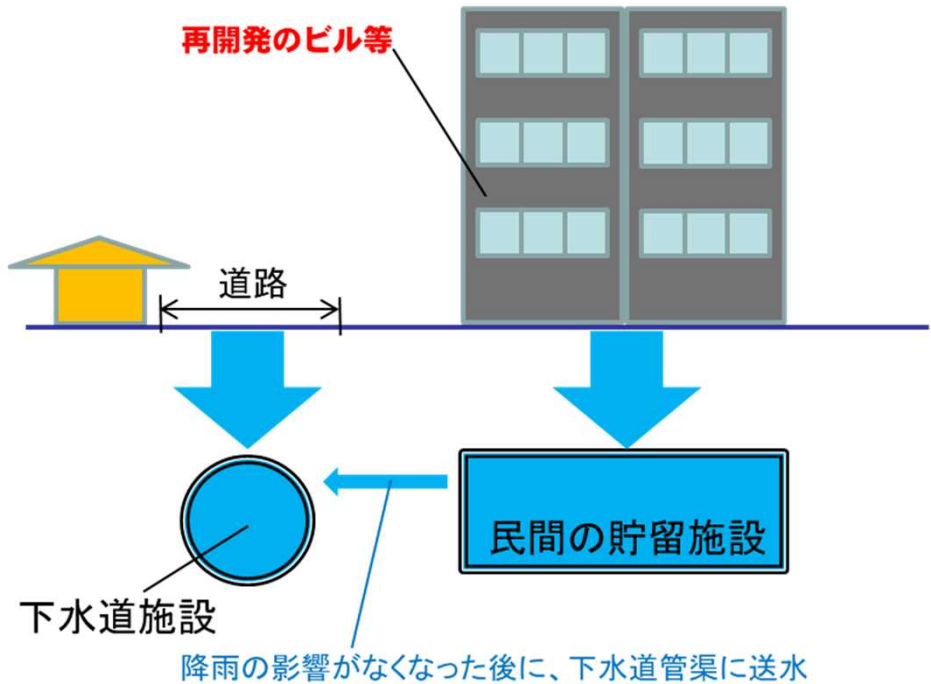 再開発のビル等
道路
民間の貯留施設
下水道施設
降雨の影響がなくなった後に、下水道管渠に送水